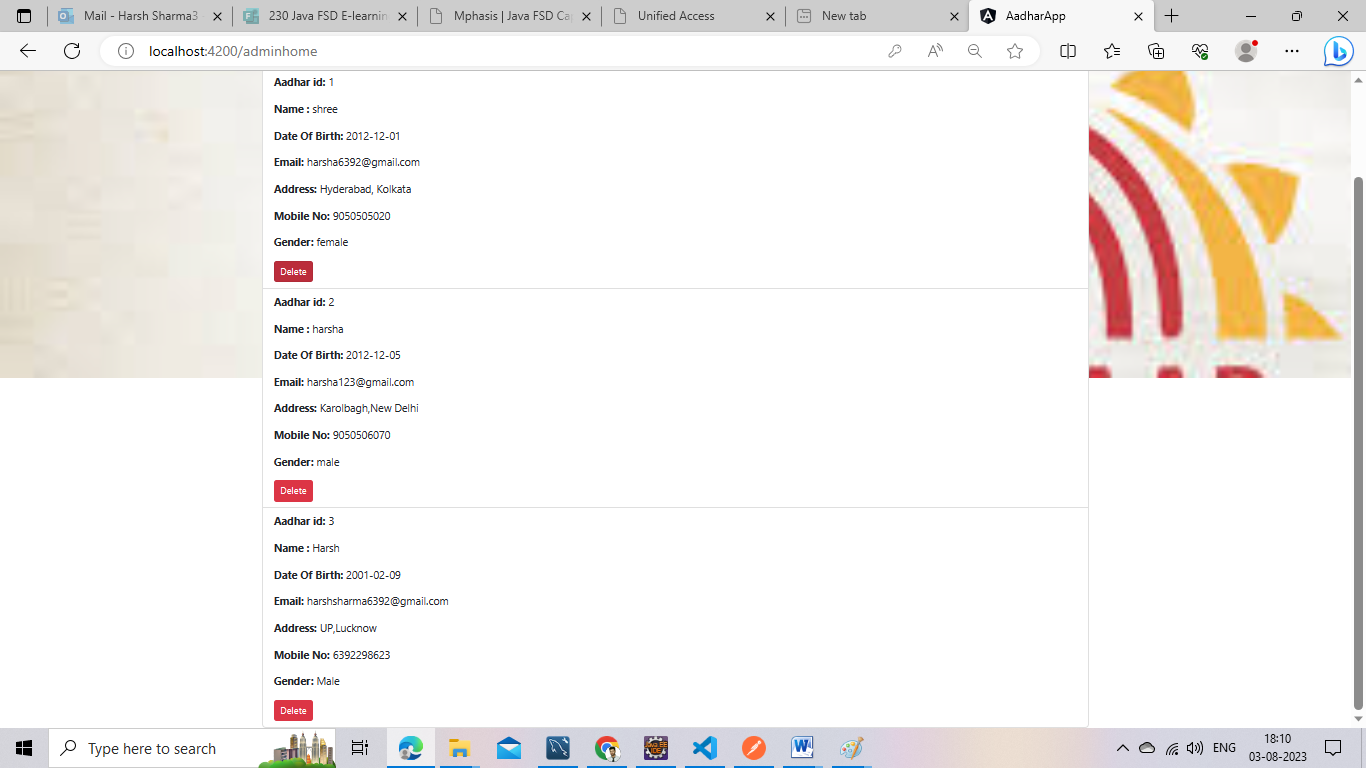 Mail - Harsh Sharma3
230 Java FSD E-learnin
Mphasis | Java FSD Ca
Unified Access
New tab
AadharApp
localhost:4200/adminhome
Aadhar id: 1
Name : shree
Date Of Birth: 2012-12-01
Email: harsha6392@gmail.com
Address: Hyderabad, Kolkata
Mobile No: 9050505020
Gender: female
Delete
Aadhar id: 2
Name : harsha
Date Of Birth: 2012-12-05
Email: harsha123@gmail.com
Address: Karolbagh,New Delhi
Mobile No: 9050506070
Gender: male
Delete
Aadhar id: 3
Name : Harsh
Date Of Birth: 2001-02-09
Email: harshsharma6392@gmail.com
Address: UP,Lucknow
Mobile No: 6392298623
Gender: Male
Delete
Type here to search
ENG
18:10
03-08-2023